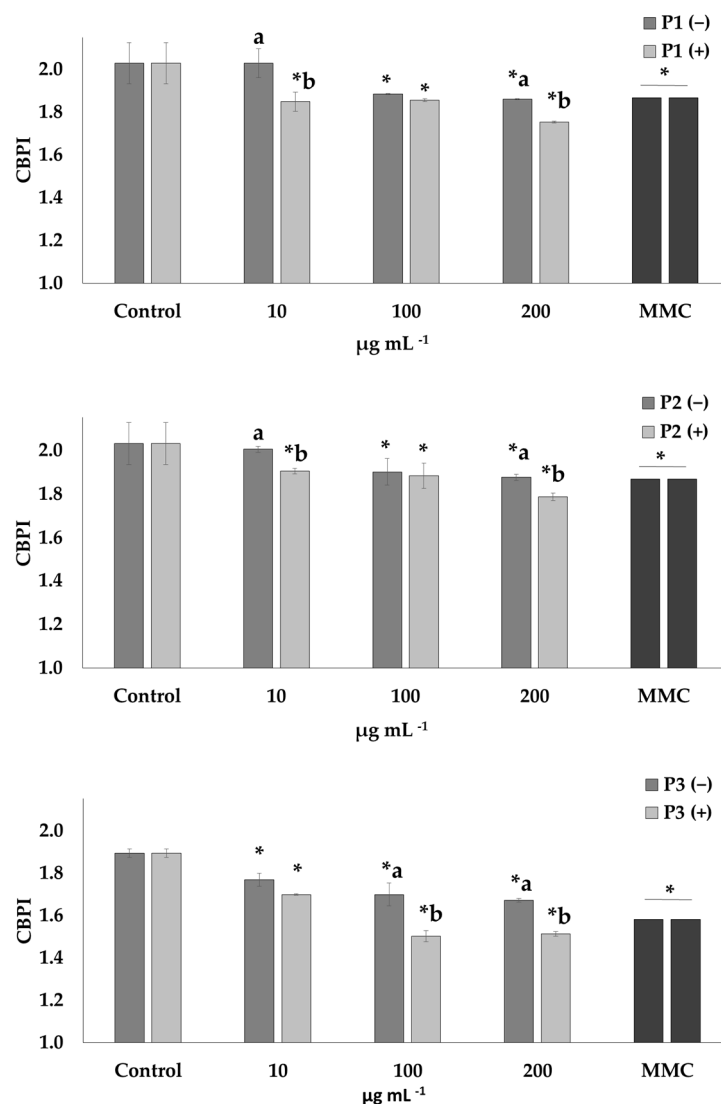 P1 (−)
P1 (+)
a
*b
*
*
*a
*b
*
2.0
1.8
1.6
1.4
1.2
1.0
CBPI
Control 10 100 200 MMC
µg mL -1
P2 (−)
P2 (+)
a
*b
*
*
*a
*b
*
2.0
1.8
1.6
1.4
1.2
1.0
CBPI
Control 10 100 200 MMC
µg mL -1
P3 (−)
P3 (+)
*
*
*a
*b
*a
*b
*
2.0
1.8
1.6
1.4
1.2
1.0
CBPI
Control 10 100 200 MMC
µg mL-1